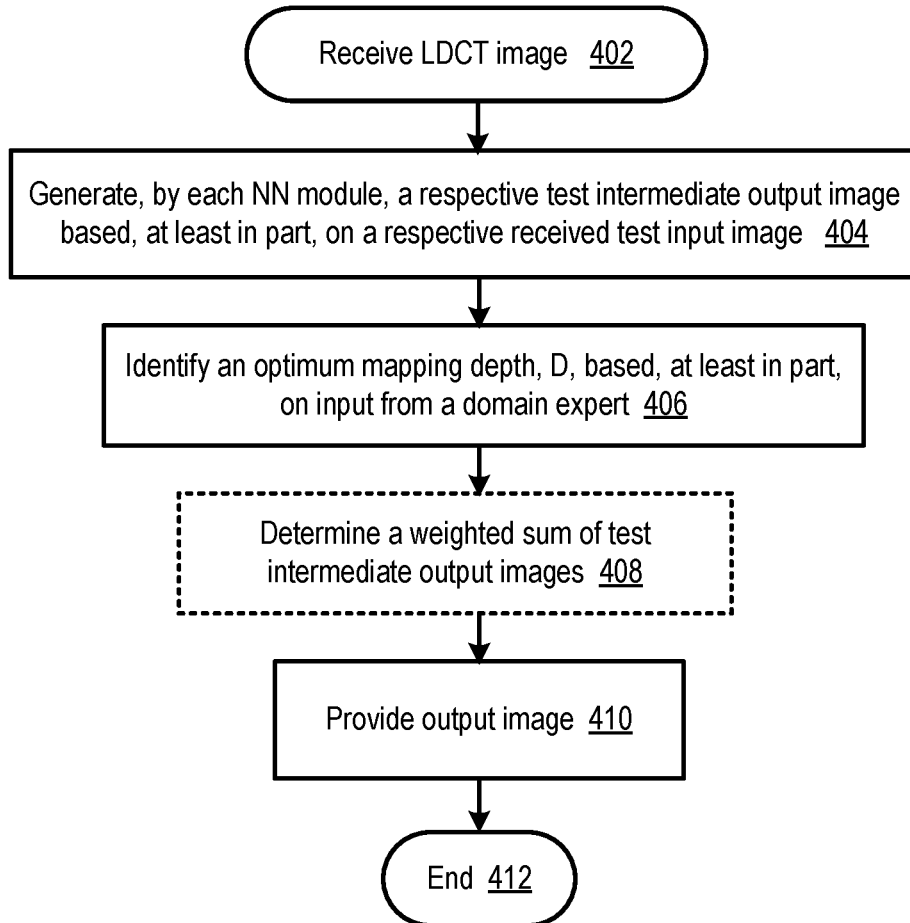 Receive LDCT image 402
Generate, by each NN module, a respective test intermediate output image
based, at least in part, on a respective received test input image 404
Identify an optimum mapping depth, D, based, at least in part,
on input from a domain expert 406
Determine a weighted sum of test
intermediate output images 408
Provide output image 410
End 412